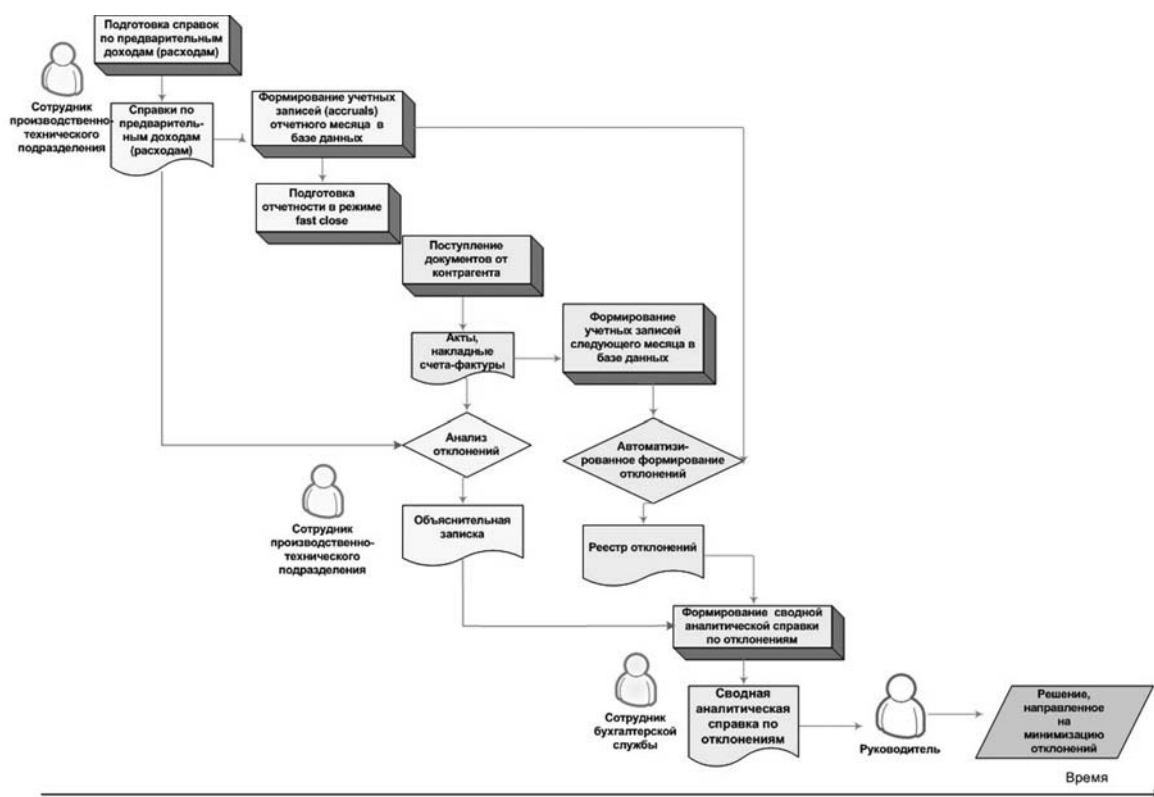 Подготовка справок
по предварительным
доходам (расходам)
Сотрудник
производственно-
технического
подразделения
Справки по
предваритель-
ным доходам
(расходам)
Формирование учетных
записей (accruals)
отчетного месяца в
базе данных
Подготовка
отчетности в режиме
fast close
Поступление
документов от
контрагента
Акты,
накладные
счета-фактуры
Формирование
учетных записей
следующего месяца в
базе данных
Анализ
отклонений
Автоматизи-
рованное формирование
отклонений
Сотрудник
производственно-
технического
подразделения
Объяснительная
записка
Реестр отклонений
Формирование сводной
аналитической справки
по отклонениям
Сотрудник
бухгалтерской
службы
Сводная
аналитическая
справка по
отклонениям
Руководитель
Решение,
направленное
на
минимизацию
отклонений
Время